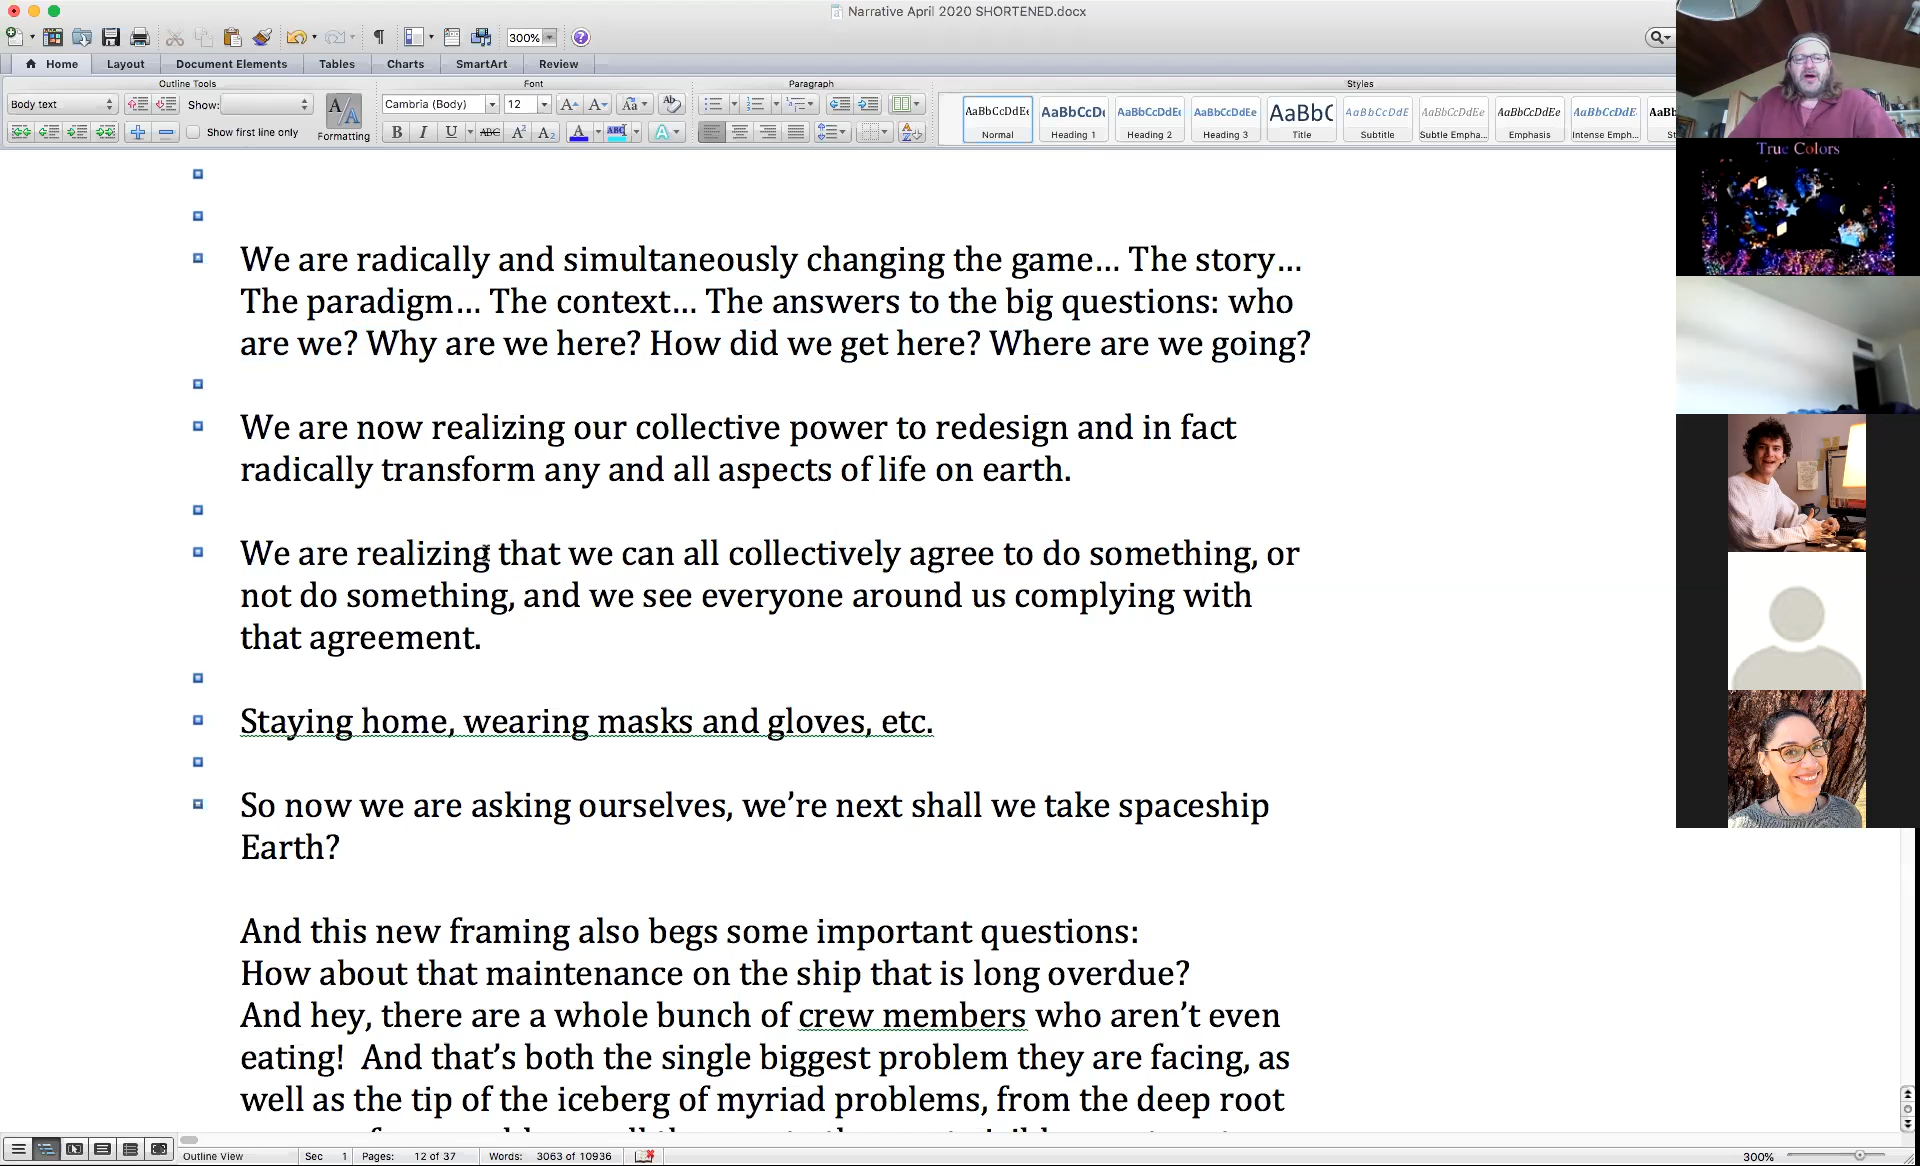 Narrative April 2020 SHORTENED.docx
300%
Home Layout Document Elements Tables Charts SmartArt Review
Outline Tools Font Paragraph Styles
Body text Show: Formatting Cambria (Body) 12
Show first line only
AaBbCcDdEe Normal
AaBbCcDd Heading 1
AaBbCcDdEe Heading 2
AaBbCcDdEe Heading 3
AaBbC Title
AaBbCcDdE Subtitle
AaBbCcDdEe Subtle Empha...
AaBbCcDdEe Emphasis
AaBbCcDdE Intense Emph...
True Colors
We are radically and simultaneously changing the game... The story...
The paradigm... The context... The answers to the big questions: who
are we? Why are we here? How did we get here? Where are we going?
We are now realizing our collective power to redesign and in fact
radically transform any and all aspects of life on earth.
We are realizing that we can all collectively agree to do something, or
not do something, and we see everyone around us complying with
that agreement.
Staying home, wearing masks and gloves, etc.
So now we are asking ourselves, we’re next shall we take spaceship
Earth?
And this new framing also begs some important questions:
How about that maintenance on the ship that is long overdue?
And hey, there are a whole bunch of crew members who aren’t even
eating!  And that’s both the single biggest problem they are facing, as
well as the tip of the iceberg of myriad problems, from the deep root
Outline View Sec 1 Pages: 12 of 37 Words: 3063 of 10936 300%